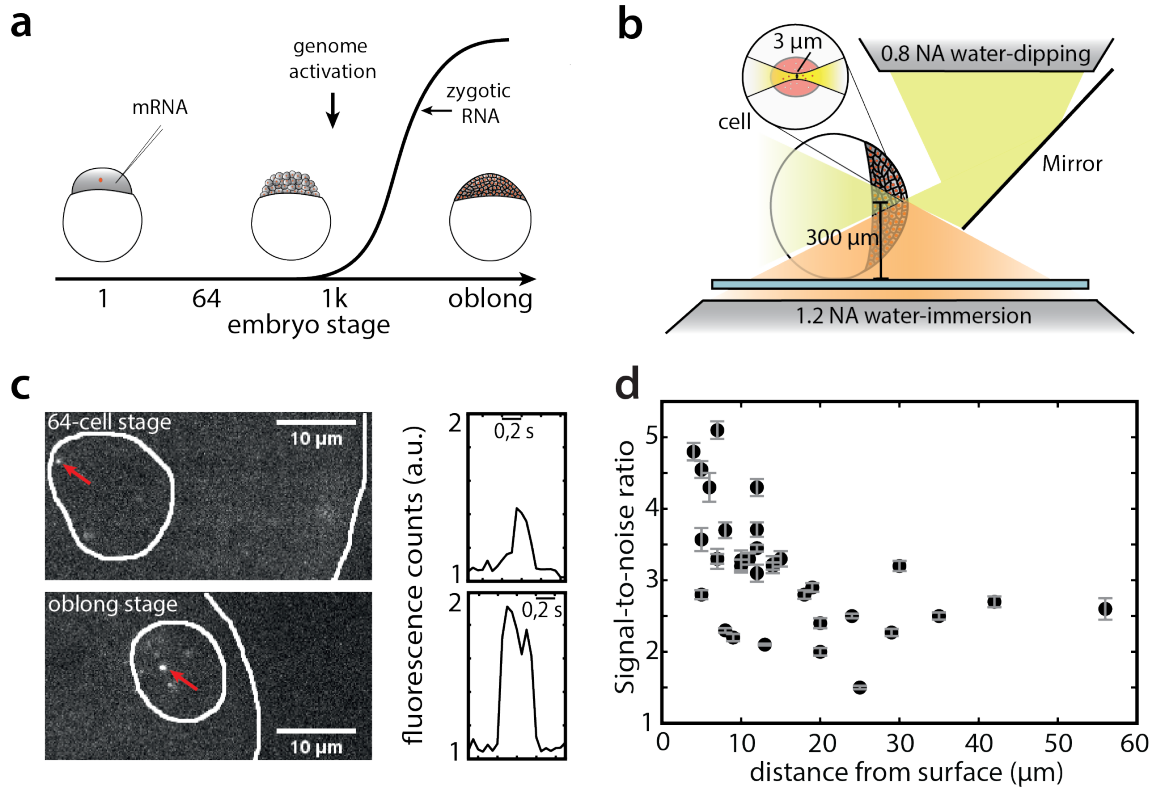 a
genome
activation
mRNA
zygotic
RNA
1 64 1k oblong
embryo stage
b
3 µm
cell
0.8 NA water-dipping
Mirror
300 µm
1.2 NA water-immersion
c
64-cell stage
10 µm
oblong stage
10 µm
fluorescence counts (a.u.)
2
0,2 s
1
2
0,2 s
1
d
Signal-to-noise ratio
5
4
3
2
1
0 10 20 30 40 50 60
distance from surface (µm)